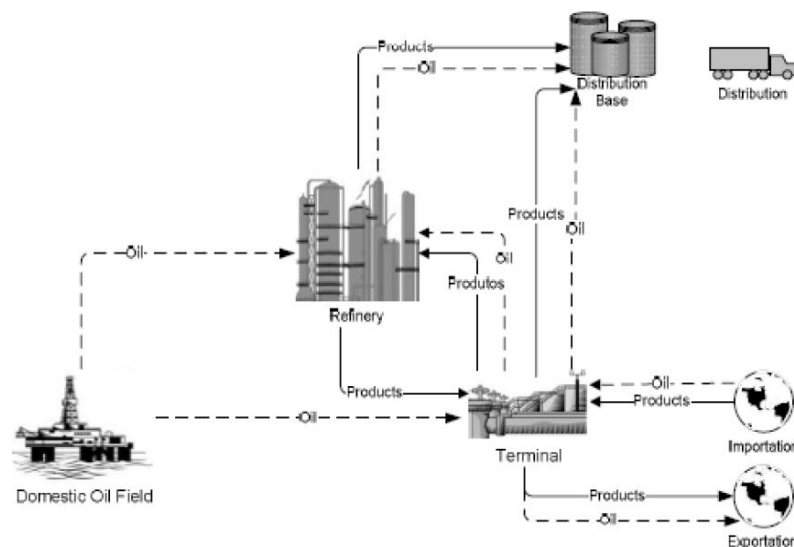 Products
Oil
Distribution
Base
Distribution
Products
Oil
Oil
Oil
Produtos
Refinery
Products
Oil
Oil
Products
Importation
Terminal
Domestic Oil Field
Products
Oil
Exportation